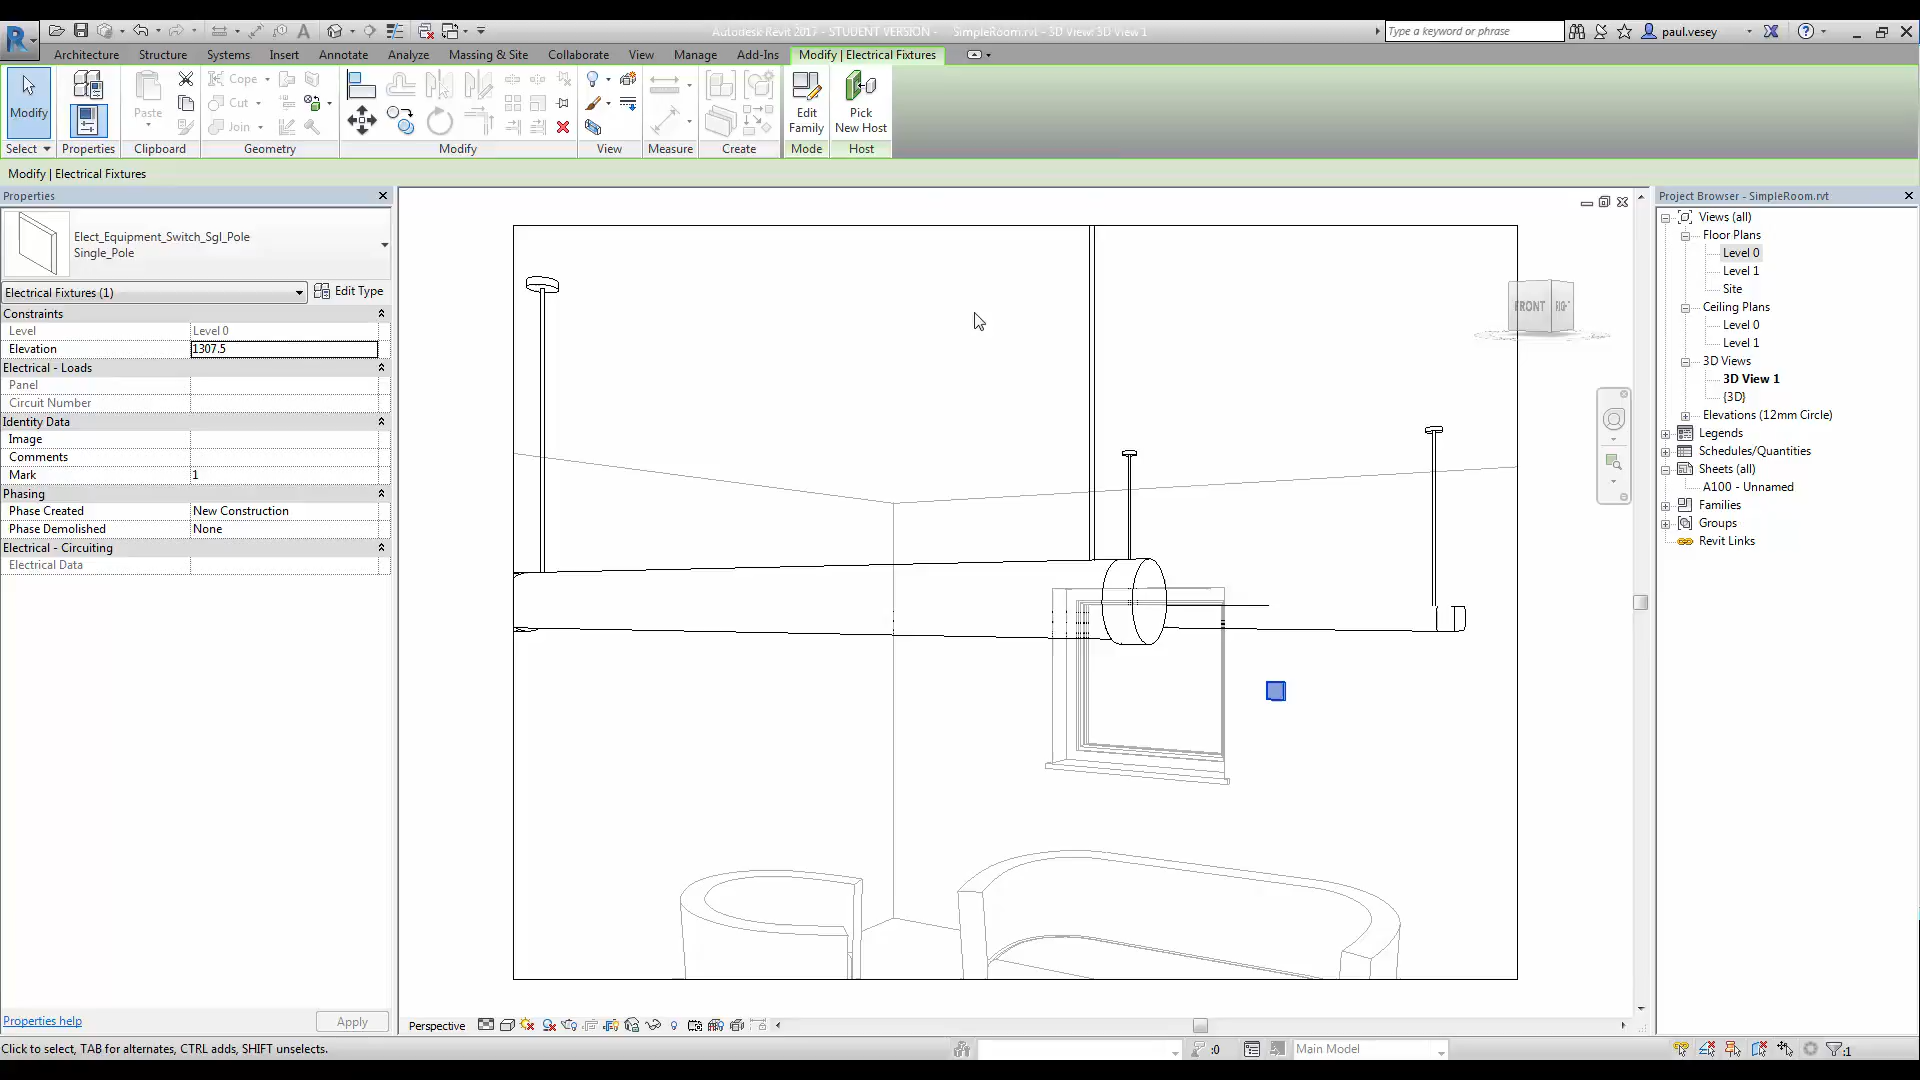 Autodesk Revit 2017 - STUDENT VERSION - SimpleRoom.rvt - 3D View: 3D View 1
Type a keyword or phrase
paul.vesey
Architecture Structure Systems Insert Annotate Analyze Massing & Site Collaborate View Manage Add-Ins Modify | Electrical Fixtures
Modify
Cope
Cut
Join
Paste
Edit Family
Pick New Host
Select Properties Clipboard Geometry Modify View Measure Create Mode Host
Modify | Electrical Fixtures
Properties
Elect_Equipment_Switch_Sgl_Pole
Single_Pole
Electrical Fixtures (1) Edit Type
Constraints
Level Level 0
Elevation 1307.5
Electrical - Loads
Panel
Circuit Number
Identity Data
Image
Comments
Mark 1
Phasing
Phase Created New Construction
Phase Demolished None
Electrical - Circuiting
Electrical Data
Properties help Apply
FRONT
Perspective
Project Browser - SimpleRoom.rvt
Views (all)
Floor Plans
Level 0
Level 1
Site
Ceiling Plans
Level 0
Level 1
3D Views
3D View 1
{3D}
Elevations (12mm Circle)
Legends
Schedules/Quantities
Sheets (all)
A100 - Unnamed
Families
Groups
Revit Links
Click to select, TAB for alternates, CTRL adds, SHIFT unselects.
:0
Main Model
:1